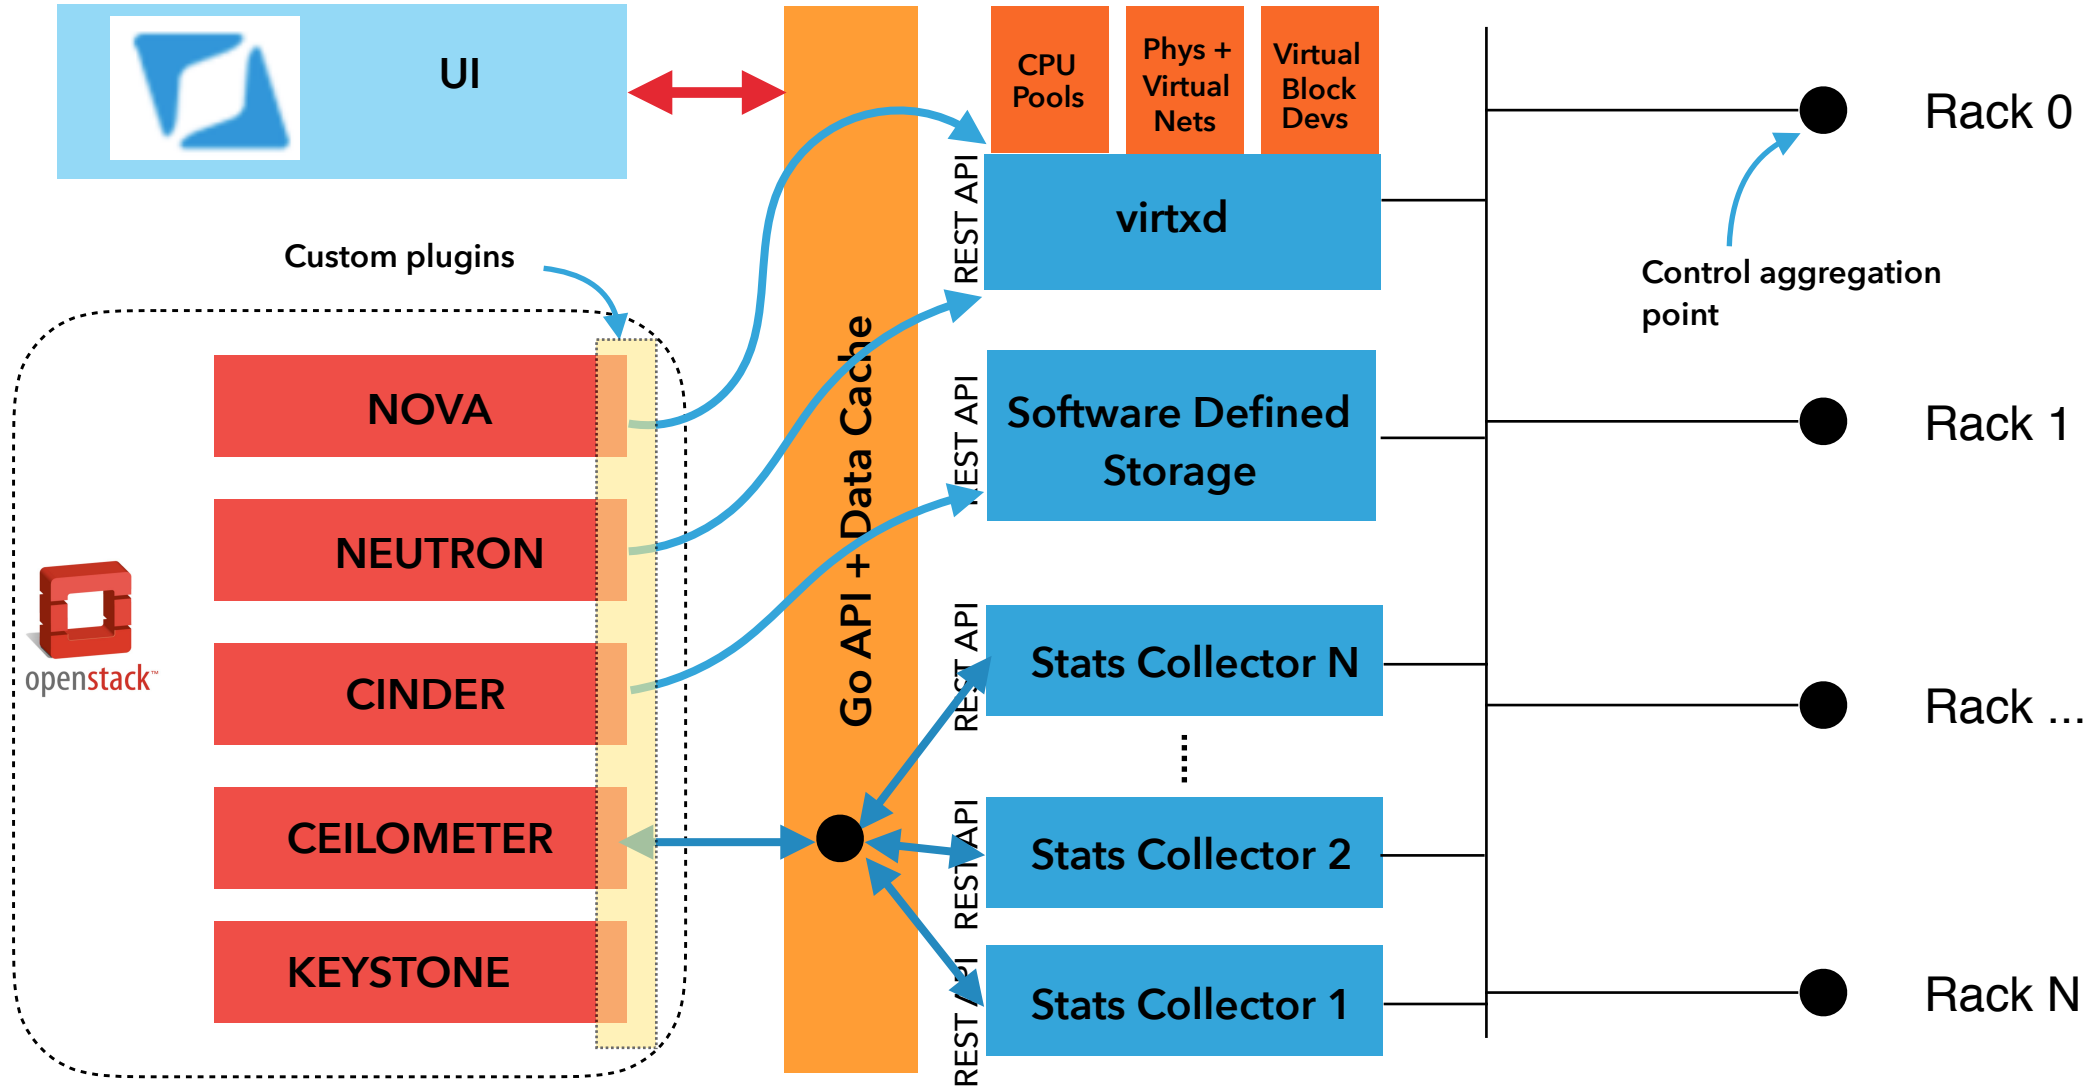 UI
Custom plugins
NOVA
NEUTRON
CINDER
CEILOMETER
KEYSTONE
openstack™
Go API + Data Cache
CPU
Pools
Phys +
Virtual
Nets
Virtual
Block
Devs
REST API
virtxd
REST API
Software Defined
Storage
REST API
Stats Collector N
REST API
Stats Collector 2
REST API
Stats Collector 1
Rack 0
Control aggregation
point
Rack 1
Rack ...
Rack N